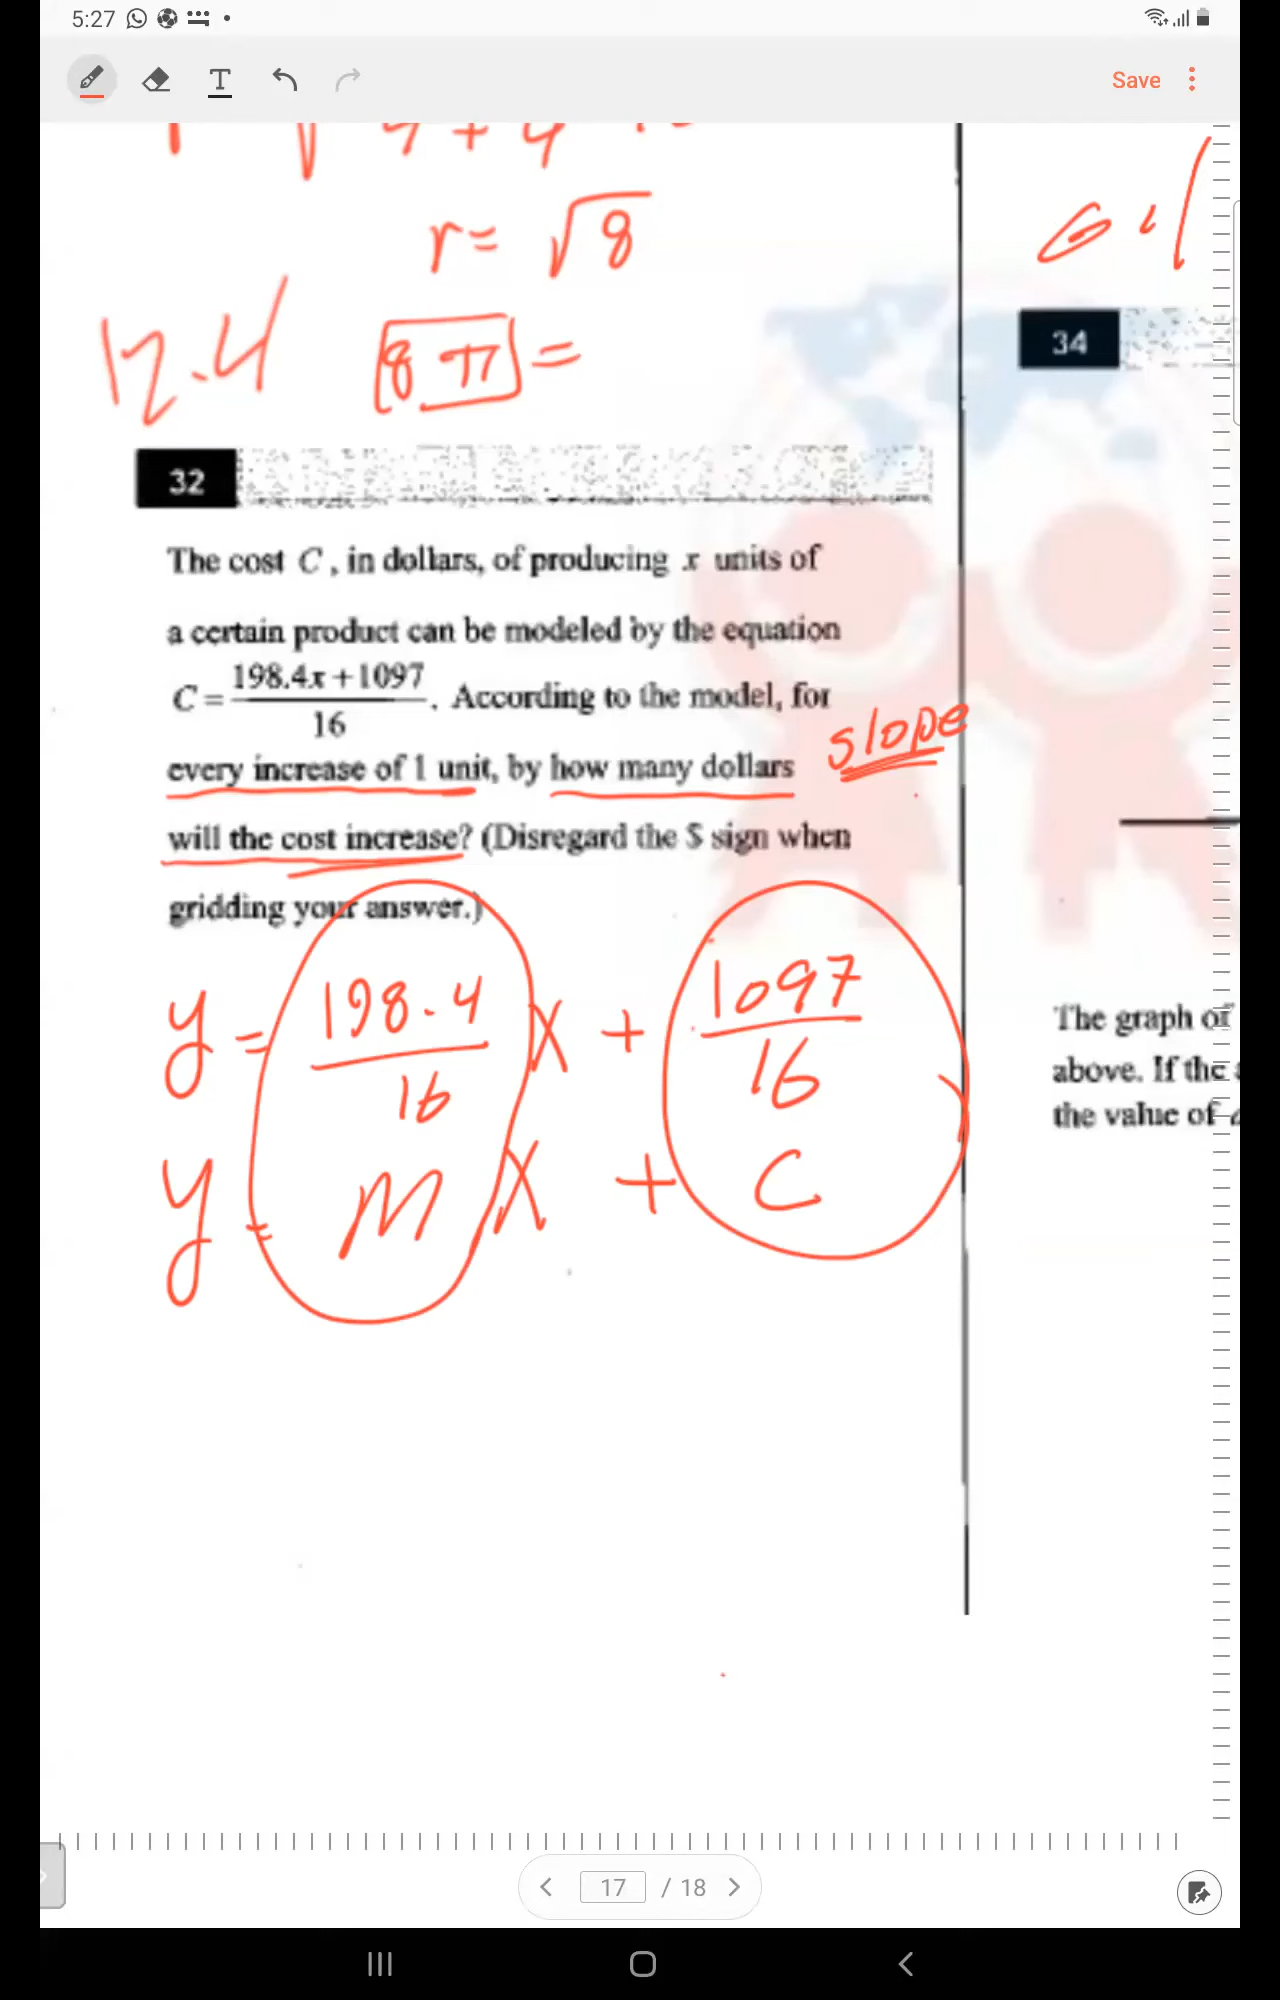 5:27
T Save
r = √8
12.4 8 π =
34
32
The cost C, in dollars, of producing x units of
a certain product can be modeled by the equation
C = (198.4x + 1097)/16. According to the model, for
slope
every increase of 1 unit, by how many dollars
will the cost increase? (Disregard the $ sign when
gridding your answer.)
y = 198.4/16 x + 1097/16
y = m x + c
The graph of
above. If the
the value of
17 / 18